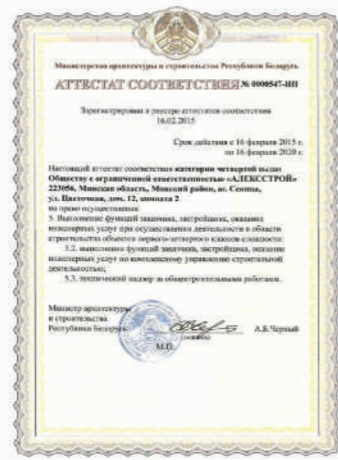 Министерство архитектуры и строительства Республики Беларусь
АТТЕСТАТ СООТВЕТСТВИЯ № 0000547-ИП
Зарегистрирован в реестре аттестатов соответствия
16.02.2015
Срок действия с 16 февраля 2015 г.
по 16 февраля 2020 г.
Настоящий аттестат соответствия категории четвертой выдан
Обществу с ограниченной ответственностью «АЛЕКССТРОЙ»
223056, Минская область, Минский район, аг. Сеница,
ул. Цветочная, дом. 12, комната 2
на право осуществления
5. Выполнение функций заказчика, застройщика, оказание
инженерных услуг при осуществлении деятельности в области
строительства объектов первого-четвертого классов сложности:
5.2. выполнение функций заказчика, застройщика, оказание
инженерных услуг по комплексному управлению строительной
деятельностью;
5.3. технический надзор за общестроительными работами.
Министр архитектуры
и строительства
Республики Беларусь
А.Б.Черный
(подпись)
М.П.